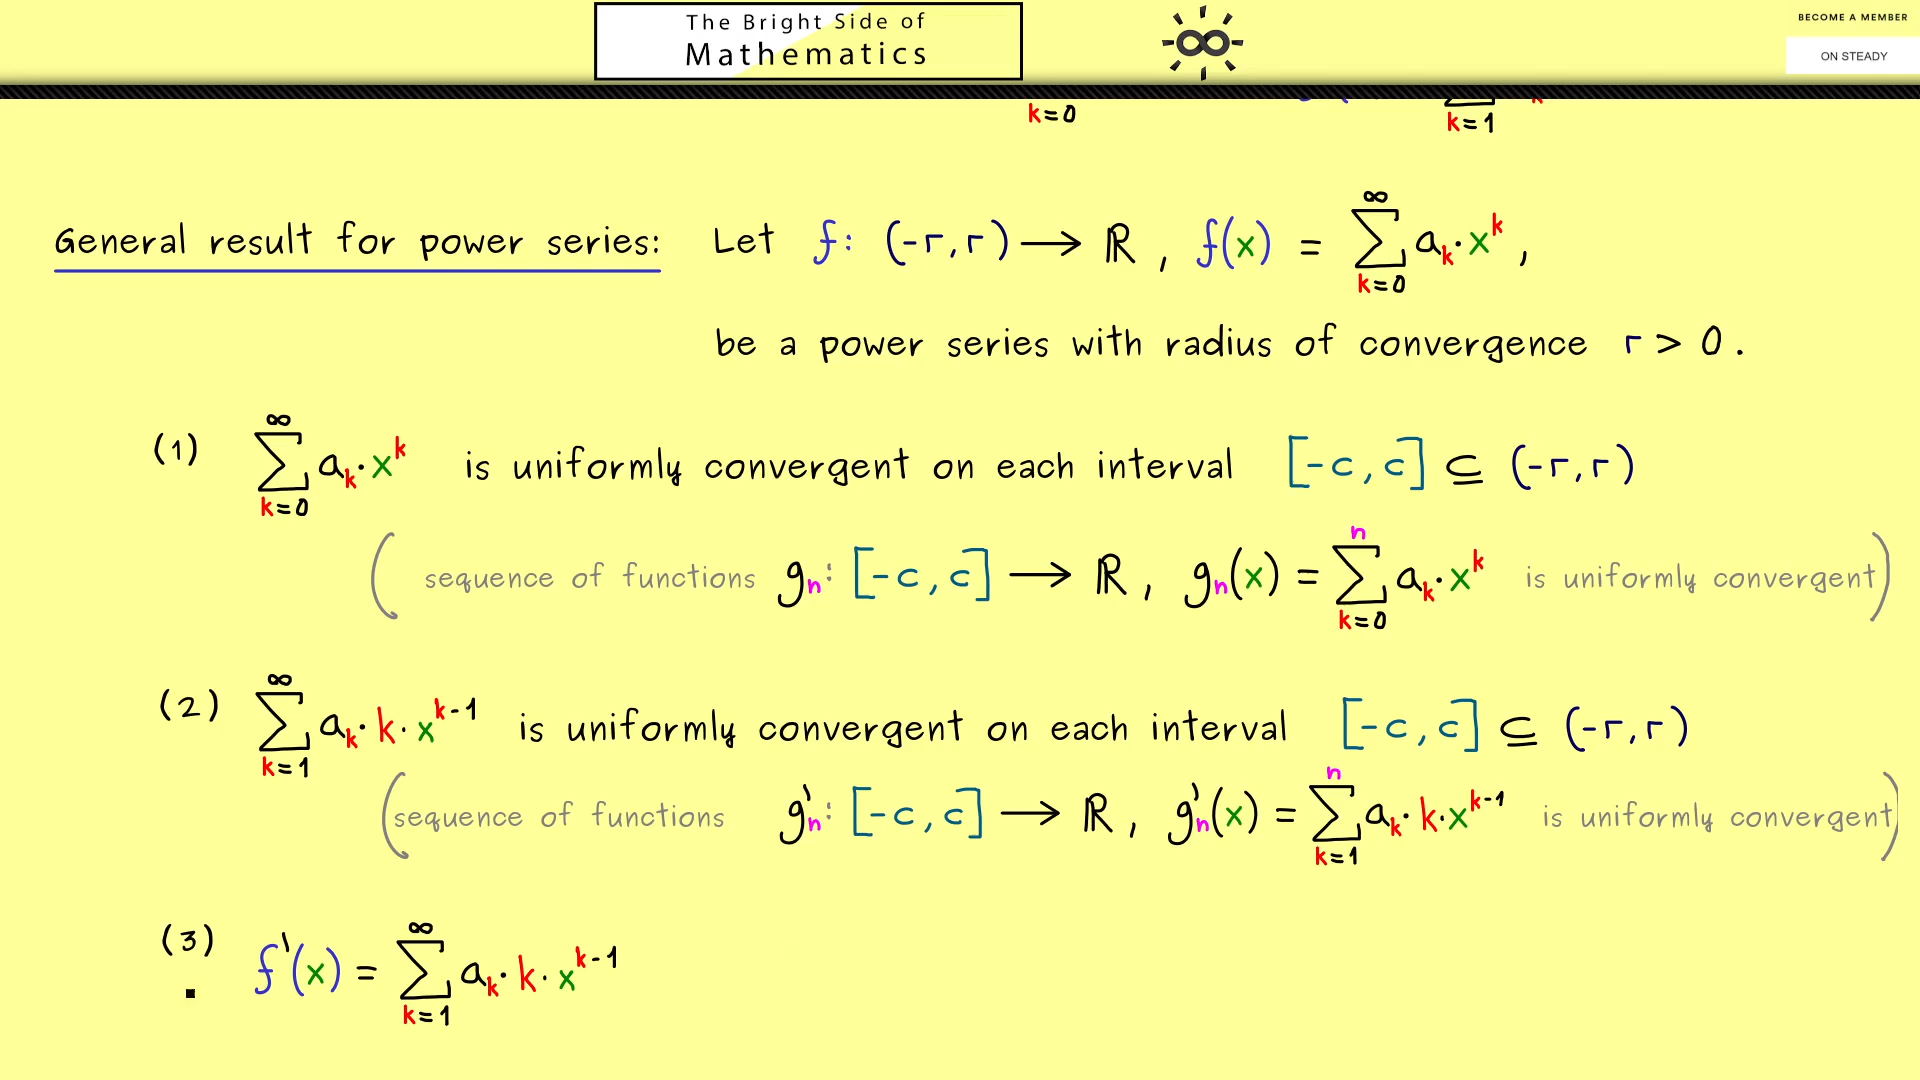 The Bright Side of
Mathematics
BECOME A MEMBER
ON STEADY
k=0
k=1
General result for power series: Let f: (-r, r) → ℝ , f(x) = ∑_{k=0}^{∞} a_k · x^k ,
be a power series with radius of convergence r > 0 .
(1) ∑_{k=0}^{∞} a_k · x^k is uniformly convergent on each interval [-c, c] ⊆ (-r, r)
( sequence of functions g_n: [-c, c] → ℝ , g_n(x) = ∑_{k=0}^{n} a_k · x^k is uniformly convergent )
(2) ∑_{k=1}^{∞} a_k · k · x^{k-1} is uniformly convergent on each interval [-c, c] ⊆ (-r, r)
( sequence of functions g_n': [-c, c] → ℝ , g_n'(x) = ∑_{k=1}^{n} a_k · k · x^{k-1} is uniformly convergent )
(3) f'(x) = ∑_{k=1}^{∞} a_k · k · x^{k-1}